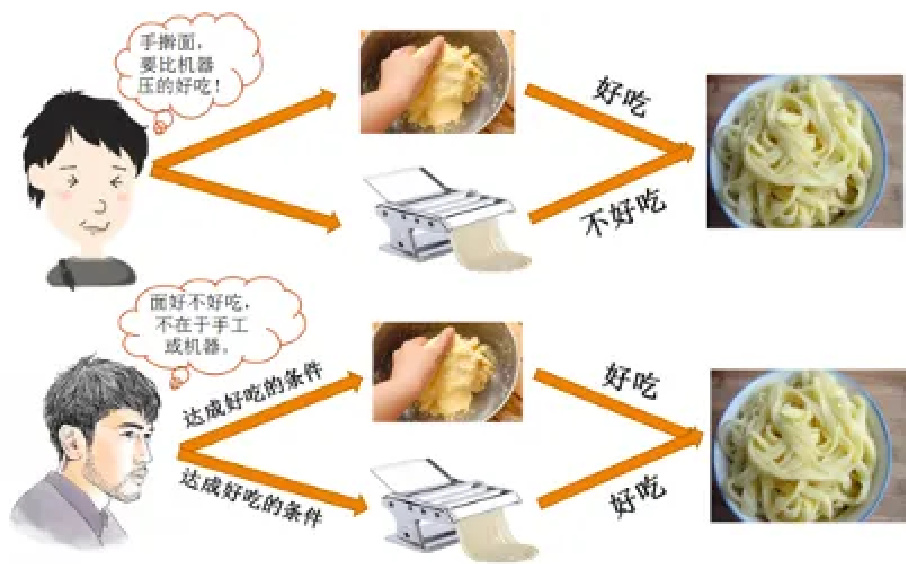 手擀面，
要比机器
压的好吃！
好吃
不好吃
面好不好吃，
不在于手工
或机器。
达成好吃的条件
好吃
达成好吃的条件
好吃